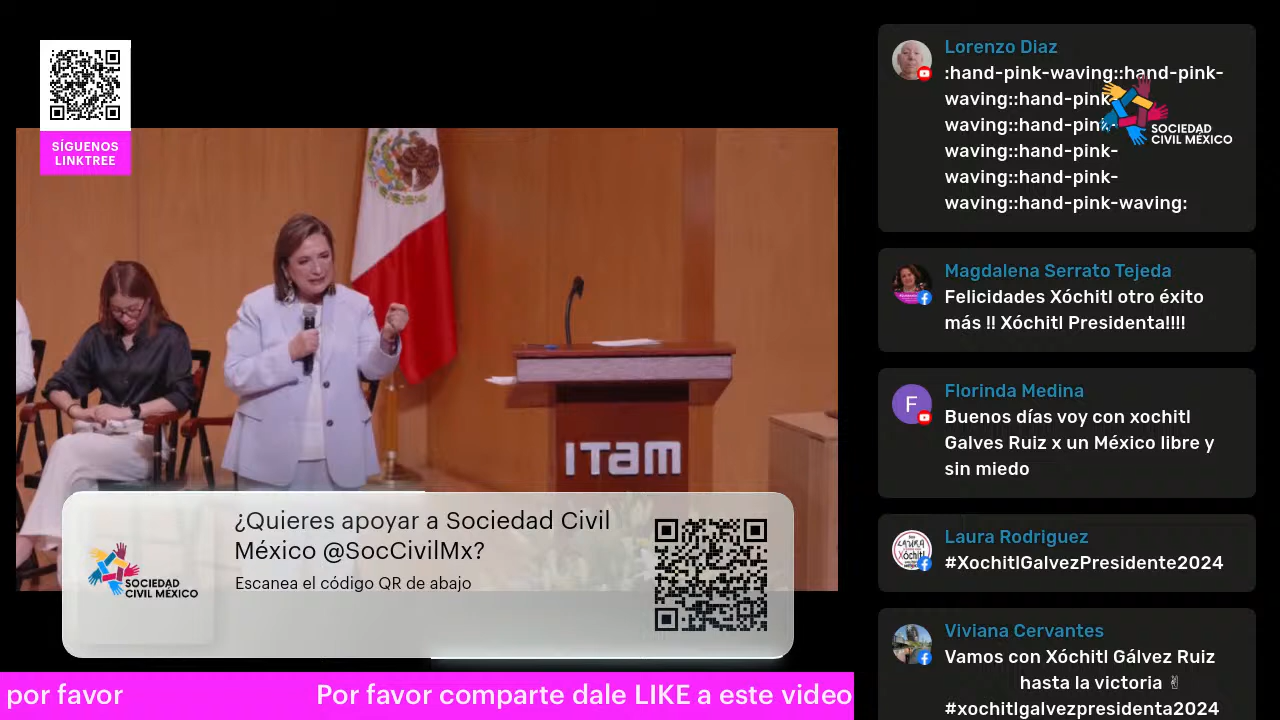 SÍGUENOS
LINKTREE
ITAM
¿Quieres apoyar a Sociedad Civil
México @SocCivilMx?
Escanea el código QR de abajo
SOCIEDAD
CIVIL MÉXICO
por favor
Por favor comparte dale LIKE a este video
Lorenzo Diaz
:hand-pink-waving::hand-pink-
waving::hand-pink-
waving::hand-pink-
waving::hand-pink-
waving::hand-pink-
waving::hand-pink-waving:
SOCIEDAD
CIVIL MÉXICO
Magdalena Serrato Tejeda
Felicidades Xóchitl otro éxito
más !! Xóchitl Presidenta!!!!
F
Florinda Medina
Buenos días voy con xochitl
Galves Ruiz x un México libre y
sin miedo
Laura Rodriguez
#XochitlGalvezPresidente2024
Viviana Cervantes
Vamos con Xóchitl Gálvez Ruiz
hasta la victoria ✌
#xochitlgalvezpresidenta2024